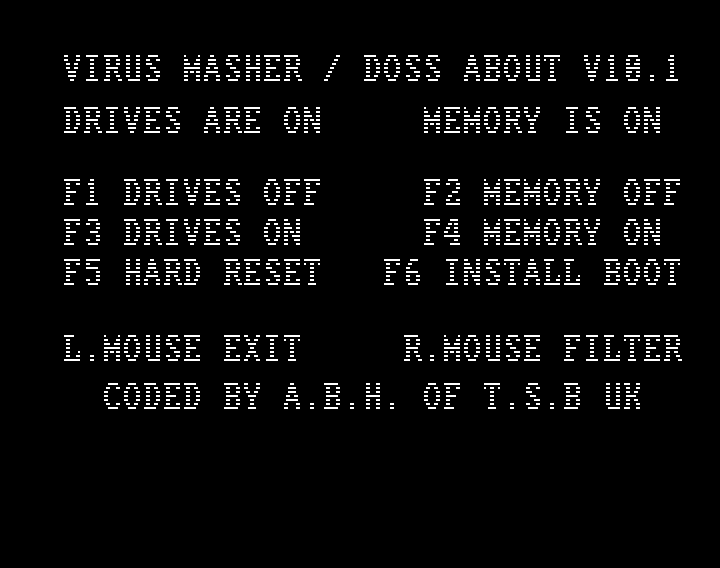 VIRUS MASHER / DOSS ABOUT V10.1
DRIVES ARE ON MEMORY IS ON
F1 DRIVES OFF F2 MEMORY OFF
F3 DRIVES ON F4 MEMORY ON
F5 HARD RESET F6 INSTALL BOOT
L.MOUSE EXIT R.MOUSE FILTER
CODED BY A.B.H. OF T.S.B UK